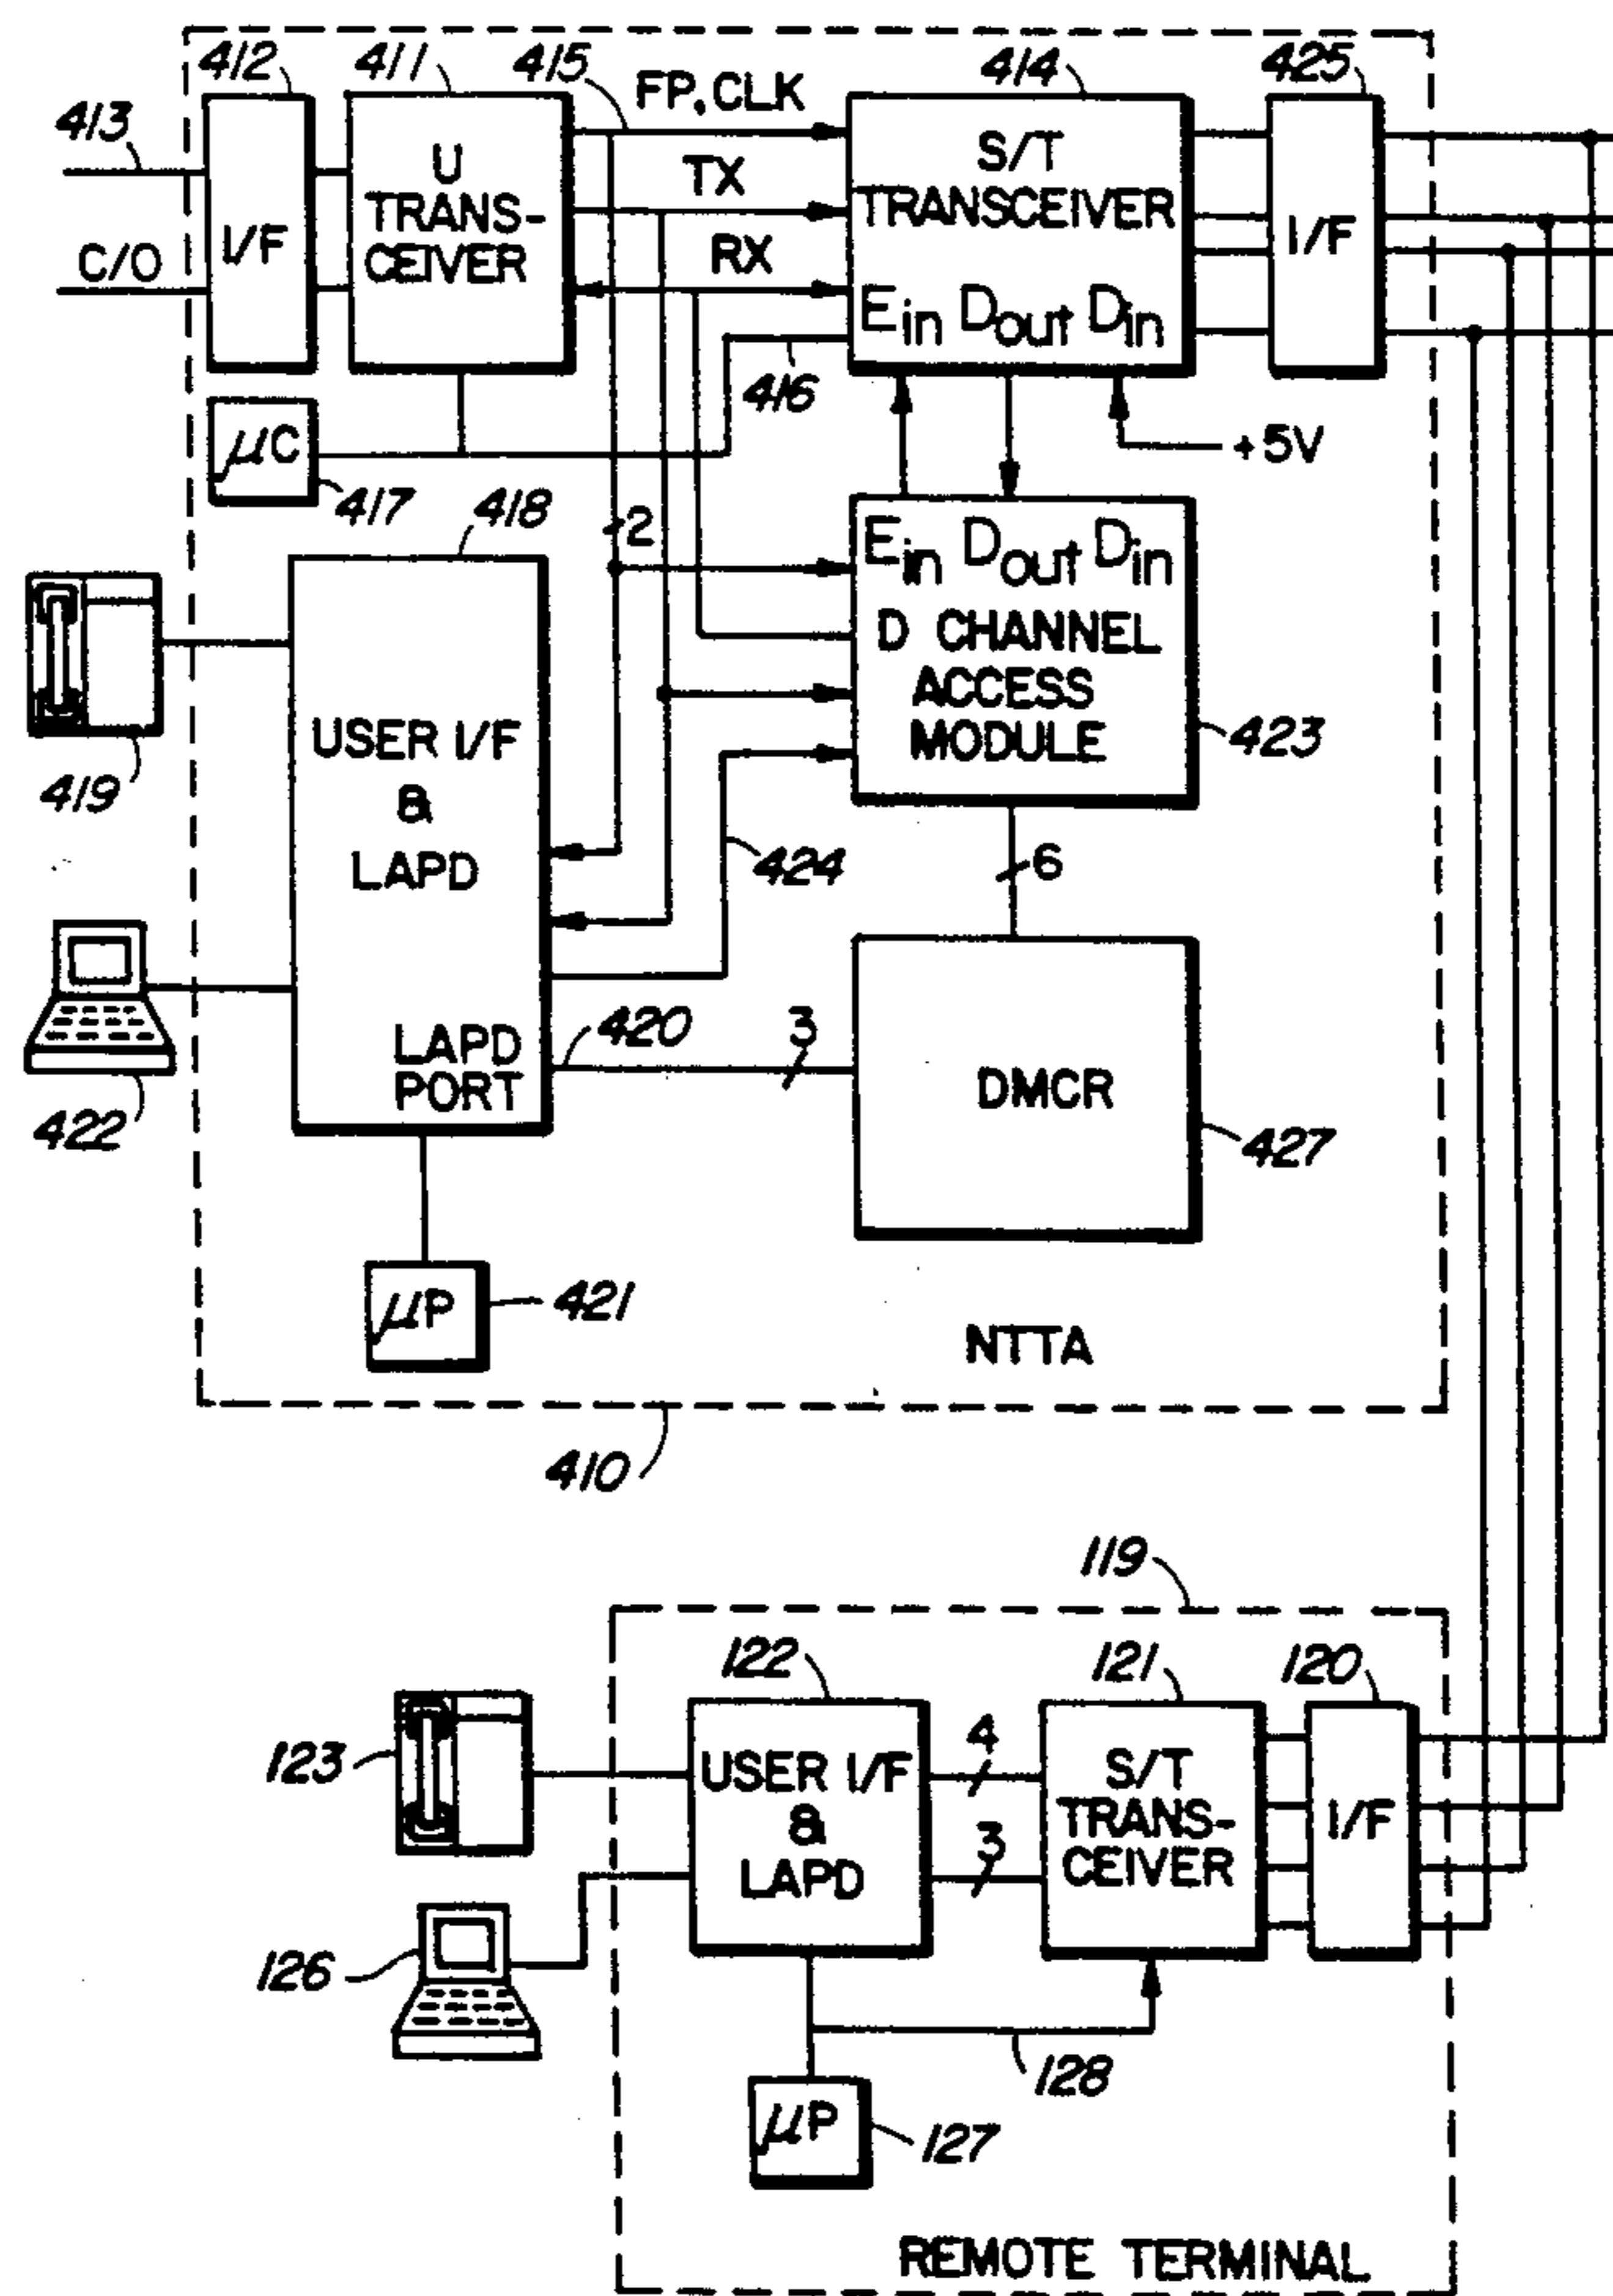 412 411 415 FP, CLK 414 425
413
U TRANS- CEIVER
TX
S/T TRANSCEIVER
I/F
C/O
RX
I/F
Ein Dout Din
416
μC
+5V
417
418
2
Ein Dout Din
D CHANNEL
ACCESS
MODULE
423
419
USER I/F
&
LAPD
424
6
LAPD
PORT
420
3
DMCR
422
427
μP
421
NTTA
410
119
122
121
120
123
USER I/F
&
LAPD
4
3
S/T
TRANS-
CEIVER
I/F
126
128
μP
127
REMOTE TERMINAL